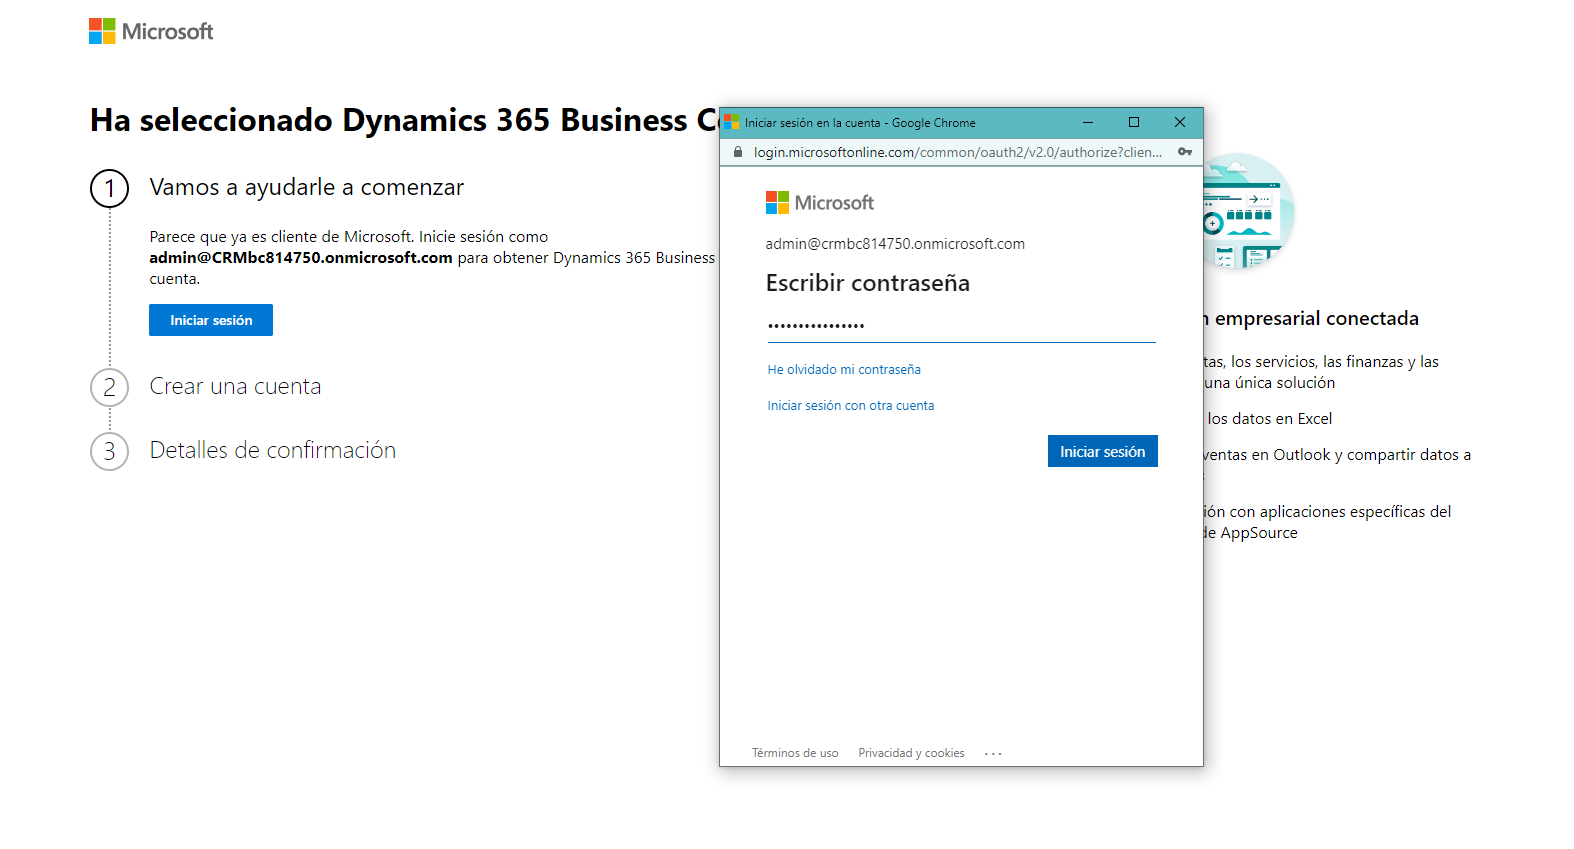 Microsoft
Ha seleccionado Dynamics 365 Business
1
Vamos a ayudarle a comenzar
Parece que ya es cliente de Microsoft. Inicie sesión como
admin@CRMbc814750.onmicrosoft.com para obtener Dynamics 365 Business
cuenta.
Iniciar sesión
2
Crear una cuenta
3
Detalles de confirmación
Iniciar sesión en la cuenta - Google Chrome
login.microsoftonline.com/common/oauth2/v2.0/authorize?clien...
Microsoft
admin@crmbc814750.onmicrosoft.com
Escribir contraseña
••••••••••••••••
He olvidado mi contraseña
Iniciar sesión con otra cuenta
Iniciar sesión
Términos de uso Privacidad y cookies ...
empresarial conectada
los servicios, las finanzas y las
una única solución
los datos en Excel
ventas en Outlook y compartir datos a
con aplicaciones específicas del
de AppSource